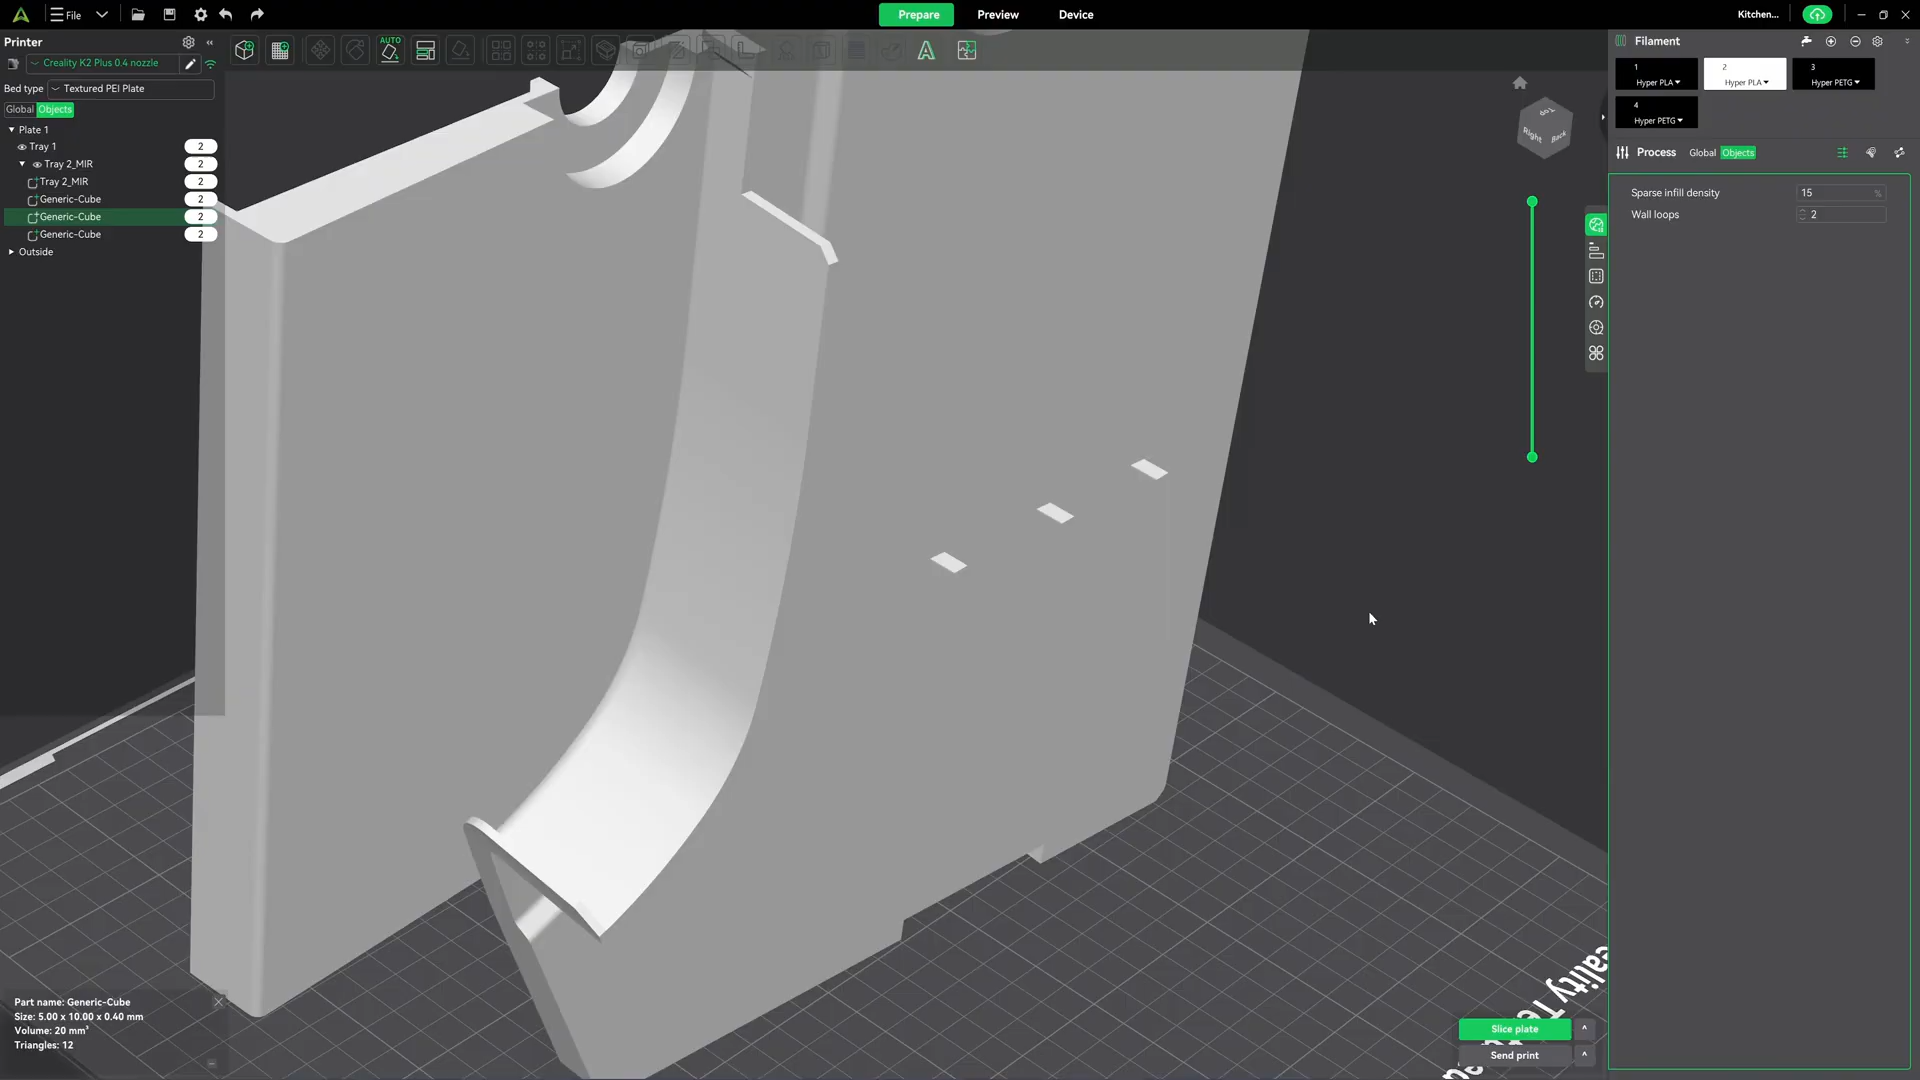 File
Prepare
Preview
Device
Kitchen...
Printer
Creality K2 Plus 0.4 nozzle
Bed type
Textured PEI Plate
Global
Objects
Plate 1
Tray 1
2
Tray 2_MIR
2
Tray 2_MIR
2
Generic-Cube
2
Generic-Cube
2
Generic-Cube
2
Outside
AUTO
Top
Right
Back
Filament
1
Hyper PLA
2
Hyper PLA
3
Hyper PETG
4
Hyper PETG
Process
Global
Objects
Sparse infill density
15
%
Wall loops
2
Part name: Generic-Cube
Size: 5.00 x 10.00 x 0.40 mm
Volume: 20 mm³
Triangles: 12
Slice plate
Send print